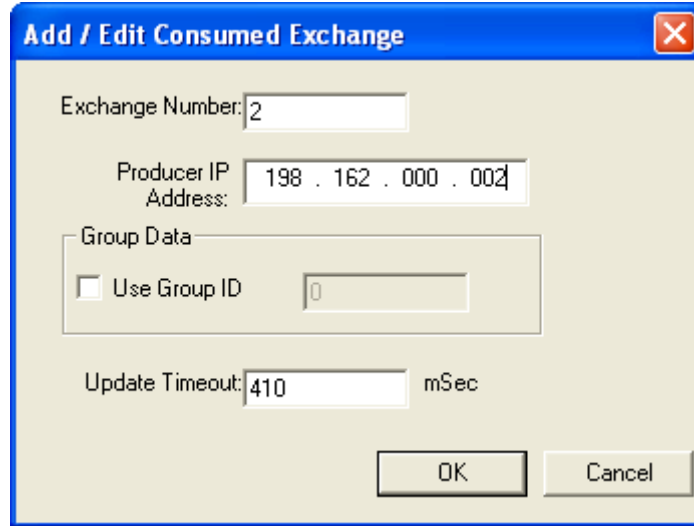 Add / Edit Consumed Exchange
Exchange Number: 2
Producer IP
Address: 198 . 162 . 000 . 002
Group Data
Use Group ID 0
Update Timeout: 410 mSec
OK Cancel